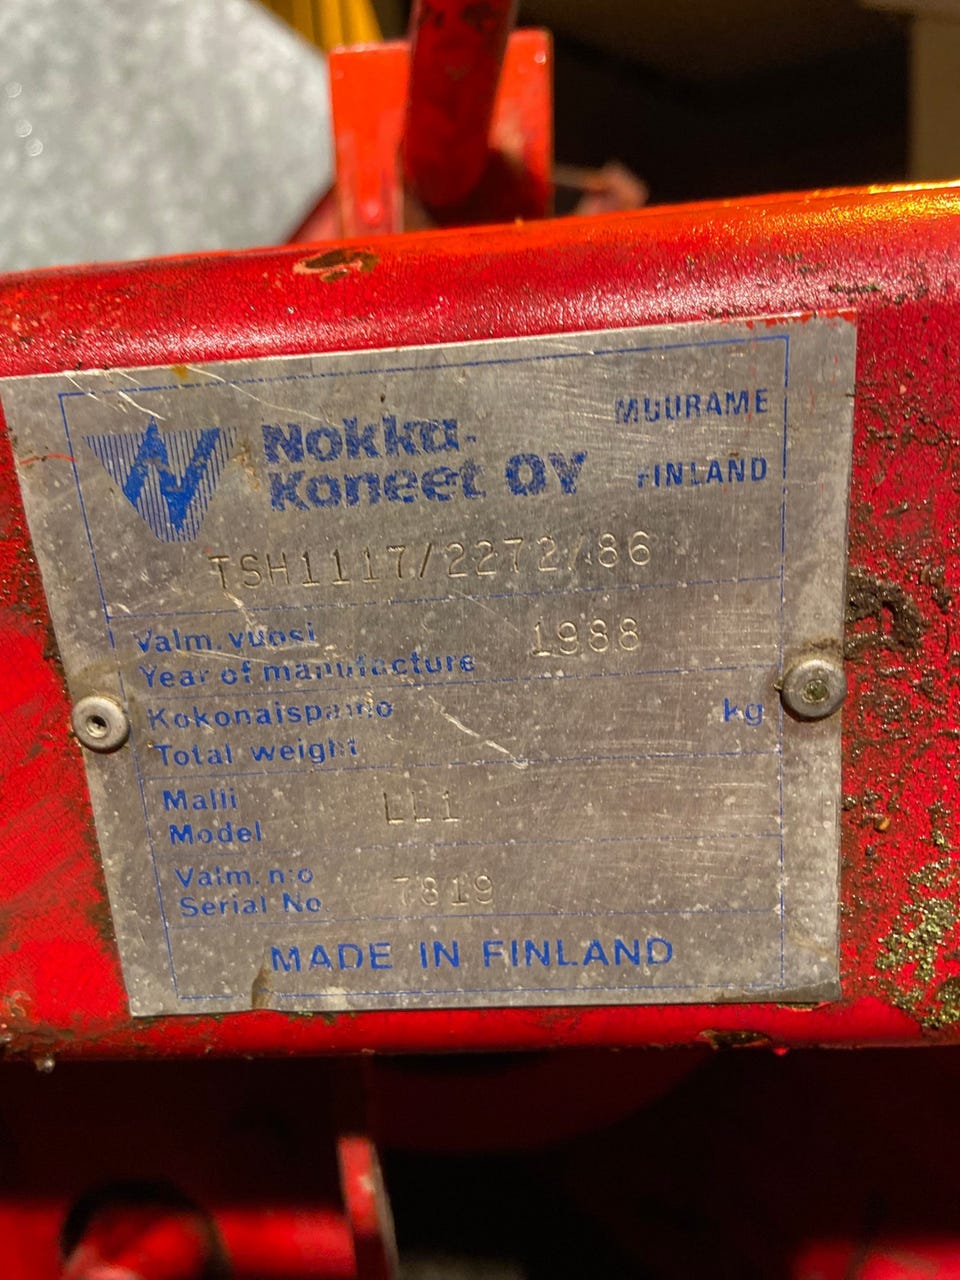 Nokka-
Koneet OY
MUURAME
FINLAND
TSH1117/2272/86
Valm. vuosi
Year of manufacture
1988
Kokonaispaino
Total weight
kg
Malli
Model
LL1
Valm. n:o
Serial No
7819
MADE IN FINLAND